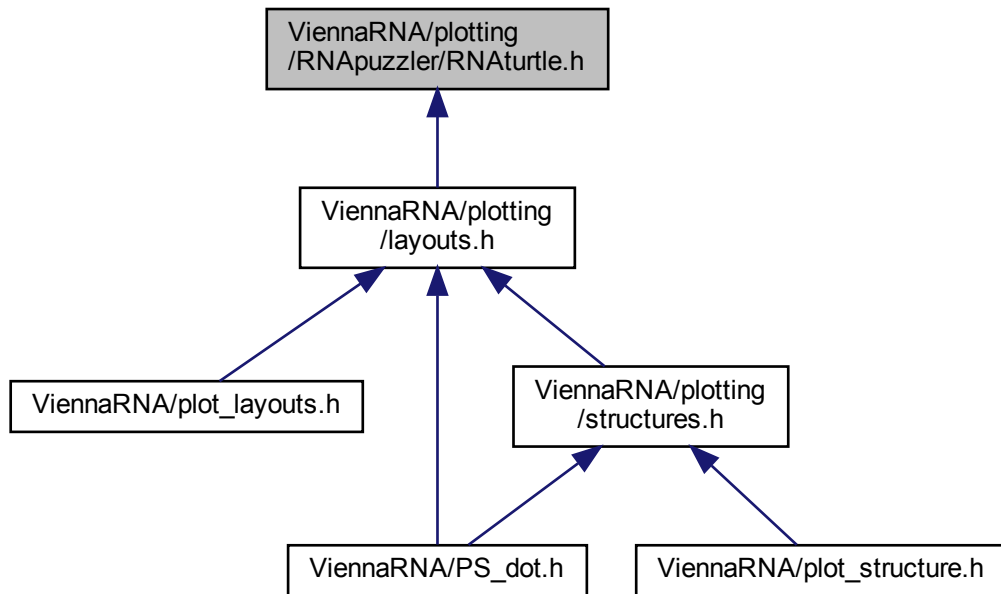 ViennaRNA/plotting
/RNApuzzler/RNAturtle.h
ViennaRNA/plotting
/layouts.h
ViennaRNA/plot_layouts.h
ViennaRNA/plotting
/structures.h
ViennaRNA/PS_dot.h
ViennaRNA/plot_structure.h